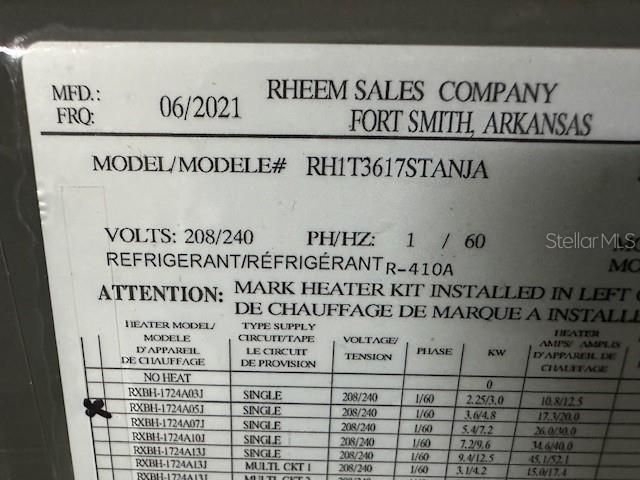 MFD.: 06/2021 RHEEM SALES COMPANY
FRQ: FORT SMITH, ARKANSAS
MODEL/MODELE# RH1T3617STANJA
VOLTS: 208/240 PH/HZ: 1 / 60
StellarMLS
REFRIGERANT/RÉFRIGÉRANT R-410A
ATTENTION: MARK HEATER KIT INSTALLED IN LEFT
DE CHAUFFAGE DE MARQUE A INSTALLE
HEATER MODEL/ MODELE D'APPAREIL DE CHAUFFAGE TYPE SUPPLY CIRCUIT/TAPE LE CIRCUIT DE PROVISION VOLTAGE/ TENSION PHASE KW HEATER AMPS/ AMPLIS D'APPAREIL DE CHAUFFAGE
NO HEAT 0
RXBH-1724A03J SINGLE 208/240 1/60 2.25/3.0 10.8/12.5
RXBH-1724A05J SINGLE 208/240 1/60 3.6/4.8 17.3/20.0
RXBH-1724A07J SINGLE 208/240 1/60 5.4/7.2 26.0/30.0
RXBH-1724A10J SINGLE 208/240 1/60 7.2/9.6 34.6/40.0
RXBH-1724A13J SINGLE 208/240 1/60 9.4/12.5 45.1/52.1
RXBH-1724A13J MULTI. CKT 1 208/240 1/60 3.1/4.2 15.0/17.4